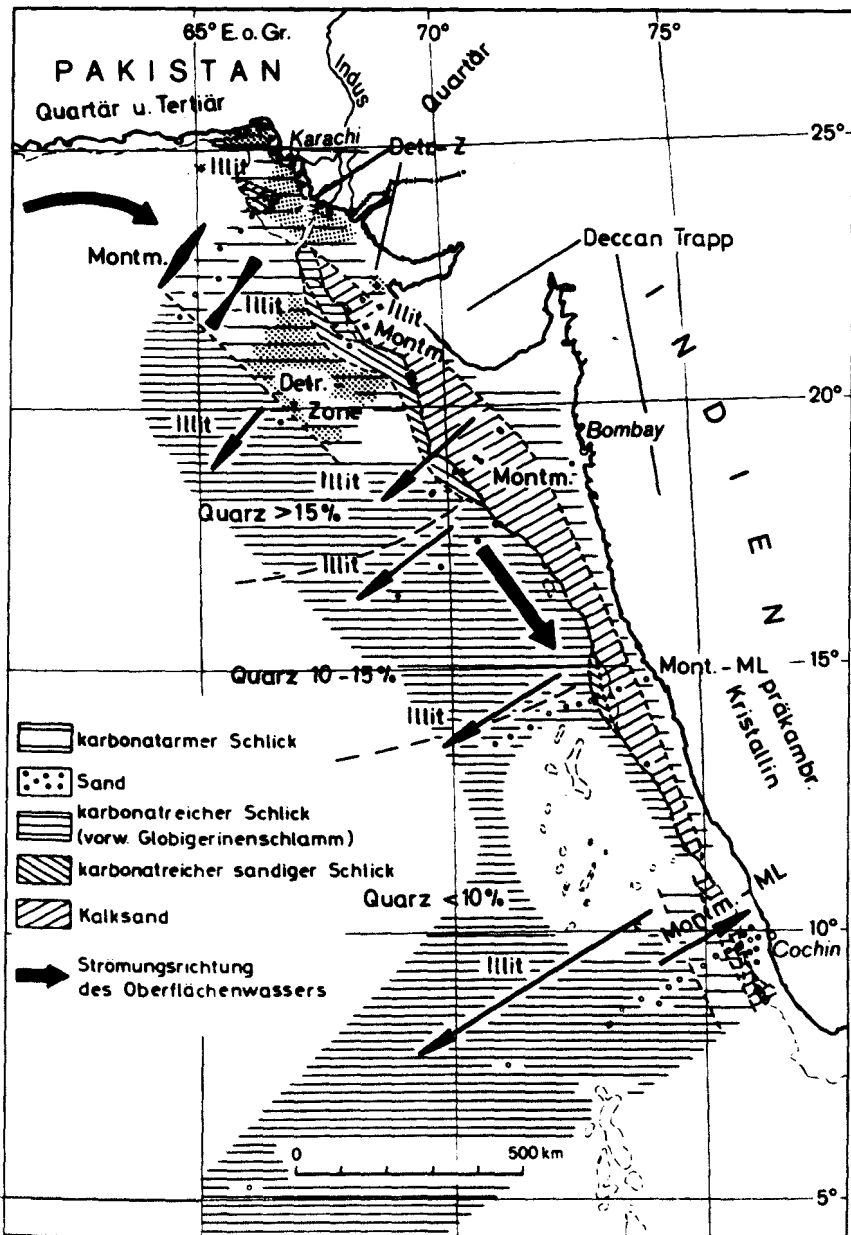 65° E.o. Gr.
70°
75°
PAKISTAN
Quartär u. Tertiär
Indus
Quartär
Karachi
Detr.-Z
25°
Illit
Montm.
Illit
Deccan Trapp
Illit
Montm.
INDIEN
Detr.
Zone
20°
Illit
Bombay
Illit
Montm.
Quarz >15%
Illit
Quarz 10-15%
Mont.-ML
15°
präkambr.
Kristallin
Illit
karbonatarmer Schlick
Sand
karbonatreicher Schlick
(vorw. Globigerinenschlamm)
karbonatreicher sandiger Schlick
Kalksand
Strömungsrichtung
des Oberflächenwassers
Quarz <10%
ML
10°
Cochin
Illit
0
500 km
5°